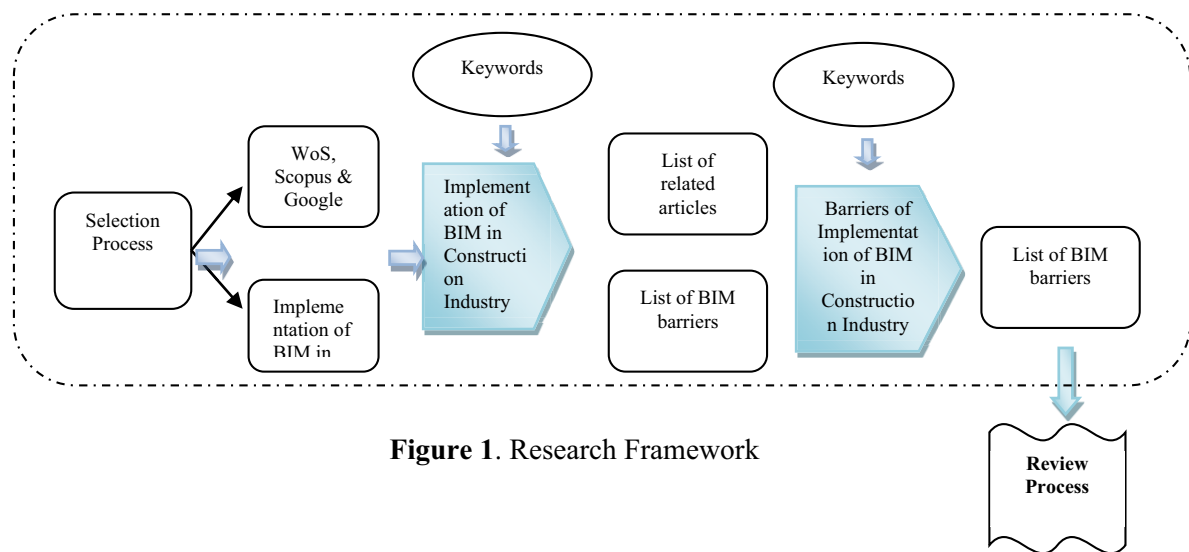 Selection
Process
WoS,
Scopus &
Google
Impleme
ntation of
BIM in
Keywords
Implement
ation of
BIM in
Constructi
on
Industry
List of
related
articles
List of BIM
barriers
Keywords
Barriers of
Implementat
ion of BIM
in
Constructio
n Industry
List of BIM
barriers
Review
Process
Figure 1. Research Framework